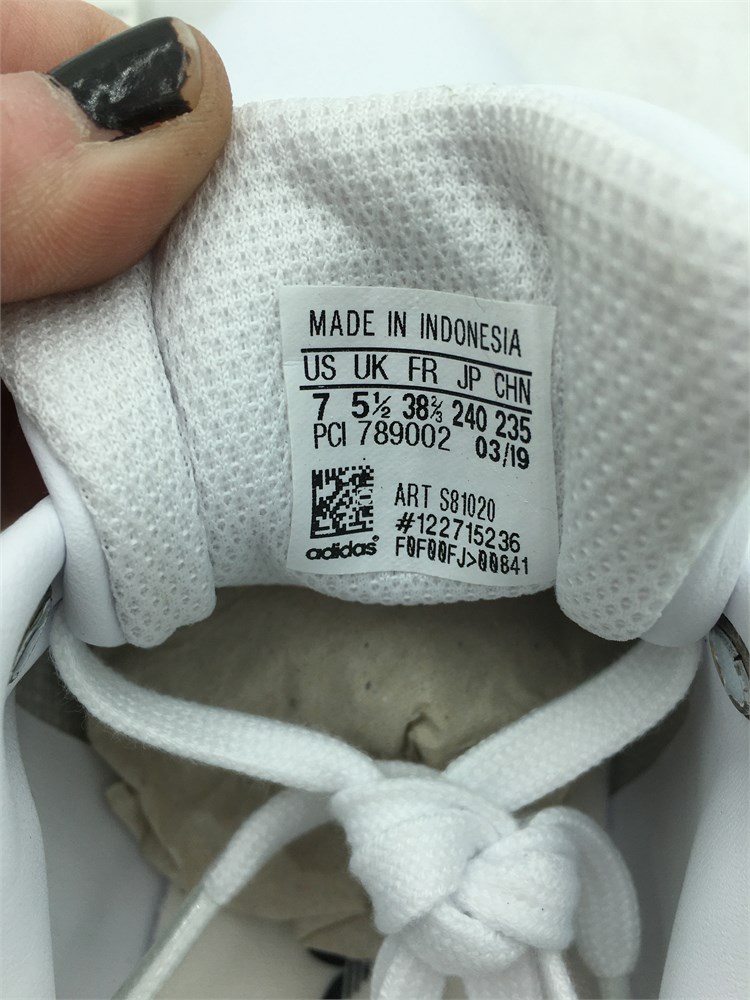 MADE IN INDONESIA
US UK FR JP CHN
7 5½ 38⅔ 240 235
PCI 789002 03/19
ART S81020
#122715236
adidas® F0F00FJ>00841